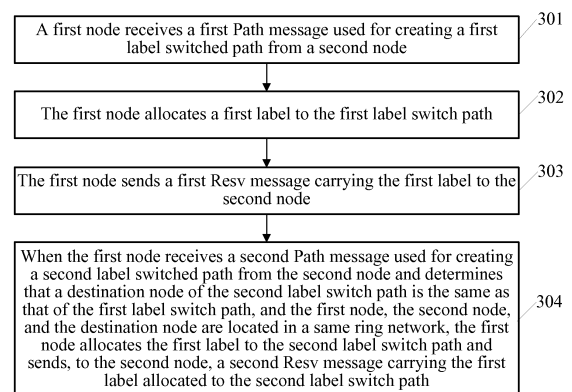 A first node receives a first Path message used for creating a first
label switched path from a second node
301
The first node allocates a first label to the first label switch path
302
The first node sends a first Resv message carrying the first label to the
second node
303
When the first node receives a second Path message used for creating
a second label switched path from the second node and determines
that a destination node of the second label switch path is the same as
that of the first label switch path, and the first node, the second node,
and the destination node are located in a same ring network, the first
node allocates the first label to the second label switch path and
sends, to the second node, a second Resv message carrying the first
label allocated to the second label switch path
304